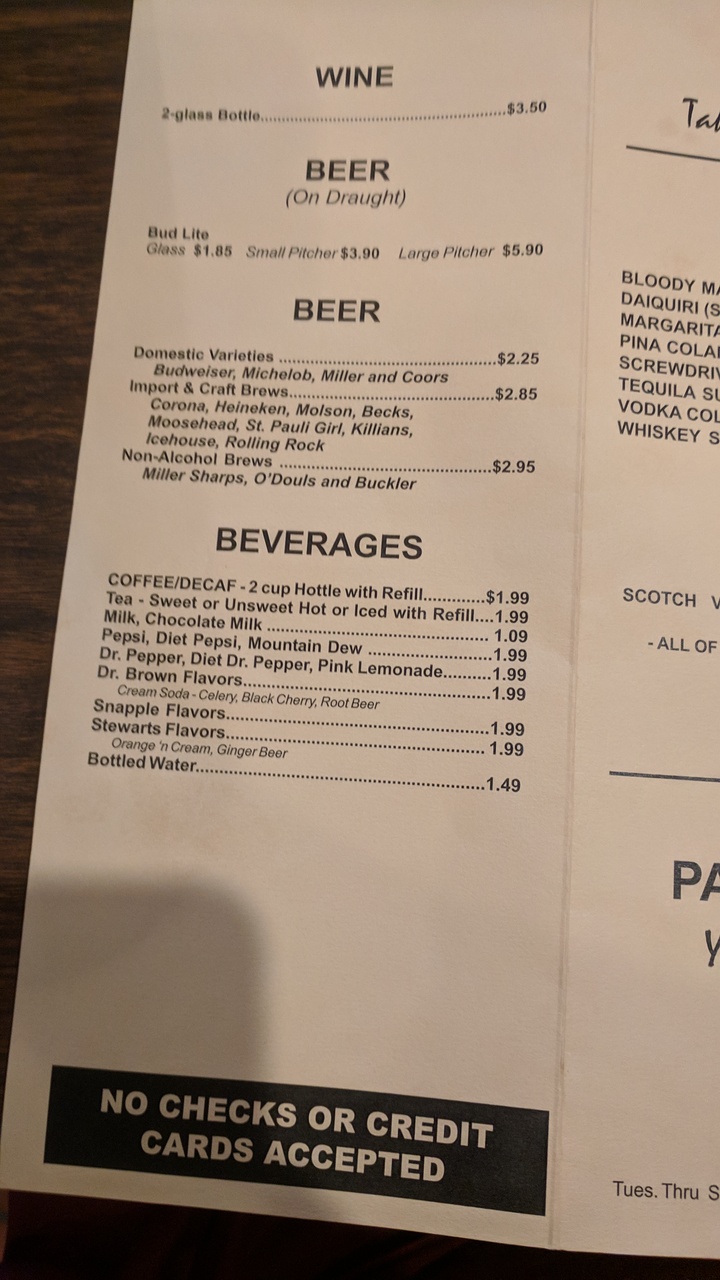 WINE
2-glass Bottle...............................................$3.50
BEER
(On Draught)
Bud Lite
Glass $1.85 Small Pitcher $3.90 Large Pitcher $5.90
BEER
Domestic Varieties ..........................................$2.25
Budweiser, Michelob, Miller and Coors
Import & Craft Brews........................................$2.85
Corona, Heineken, Molson, Becks,
Moosehead, St. Pauli Girl, Killians,
Icehouse, Rolling Rock
Non-Alcohol Brews ..........................................$2.95
Miller Sharps, O'Douls and Buckler
BEVERAGES
COFFEE/DECAF - 2 cup Hottle with Refill............$1.99
Tea - Sweet or Unsweet Hot or Iced with Refill....1.99
Milk, Chocolate Milk ........................................... 1.09
Pepsi, Diet Pepsi, Mountain Dew ........................1.99
Dr. Pepper, Diet Dr. Pepper, Pink Lemonade.........1.99
Dr. Brown Flavors................................................1.99
Cream Soda - Celery, Black Cherry, Root Beer
Snapple Flavors...................................................1.99
Stewarts Flavors.................................................. 1.99
Orange 'n Cream, Ginger Beer
Bottled Water.......................................................1.49
NO CHECKS OR CREDIT
CARDS ACCEPTED
BLOODY
DAIQUIRI
MARGARITA
PINA
TEQUILA
VODKA
WHISKEY
SCOTCH
- ALL OF
Tues. Thru